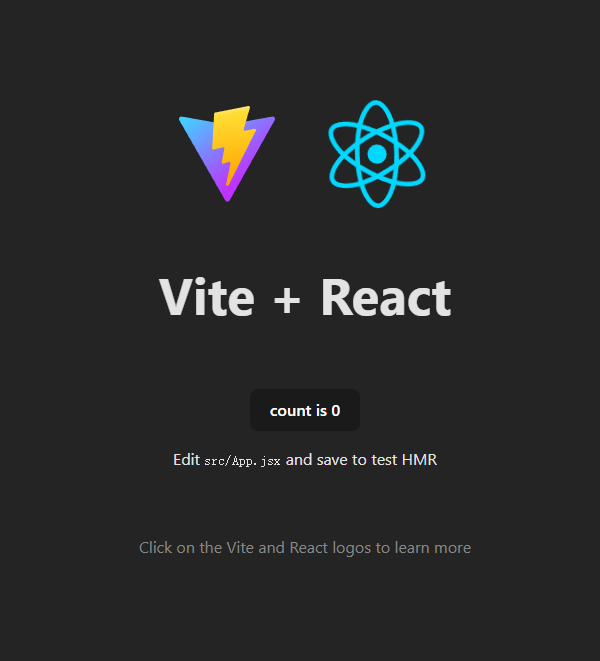 Vite + React
count is 0
Edit src/App.jsx and save to test HMR
Click on the Vite and React logos to learn more